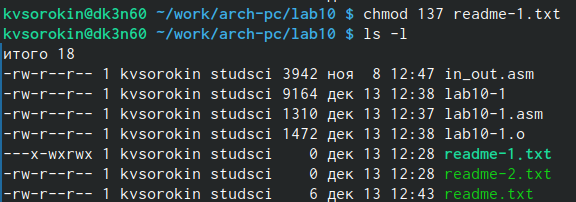 kvsorokin@dk3n60 ~/work/arch-pc/lab10 $ chmod 137 readme-1.txt
kvsorokin@dk3n60 ~/work/arch-pc/lab10 $ ls -l
итого 18
-rw-r--r-- 1 kvsorokin studsci 3942 ноя  8 12:47 in_out.asm
-rw-r--r-- 1 kvsorokin studsci 9164 дек 13 12:38 lab10-1
-rw-r--r-- 1 kvsorokin studsci 1310 дек 13 12:37 lab10-1.asm
-rw-r--r-- 1 kvsorokin studsci 1472 дек 13 12:38 lab10-1.o
---x-wxrwx 1 kvsorokin studsci    0 дек 13 12:28 readme-1.txt
-rw-r--r-- 1 kvsorokin studsci    0 дек 13 12:28 readme-2.txt
-rw-r--r-- 1 kvsorokin studsci    6 дек 13 12:43 readme.txt